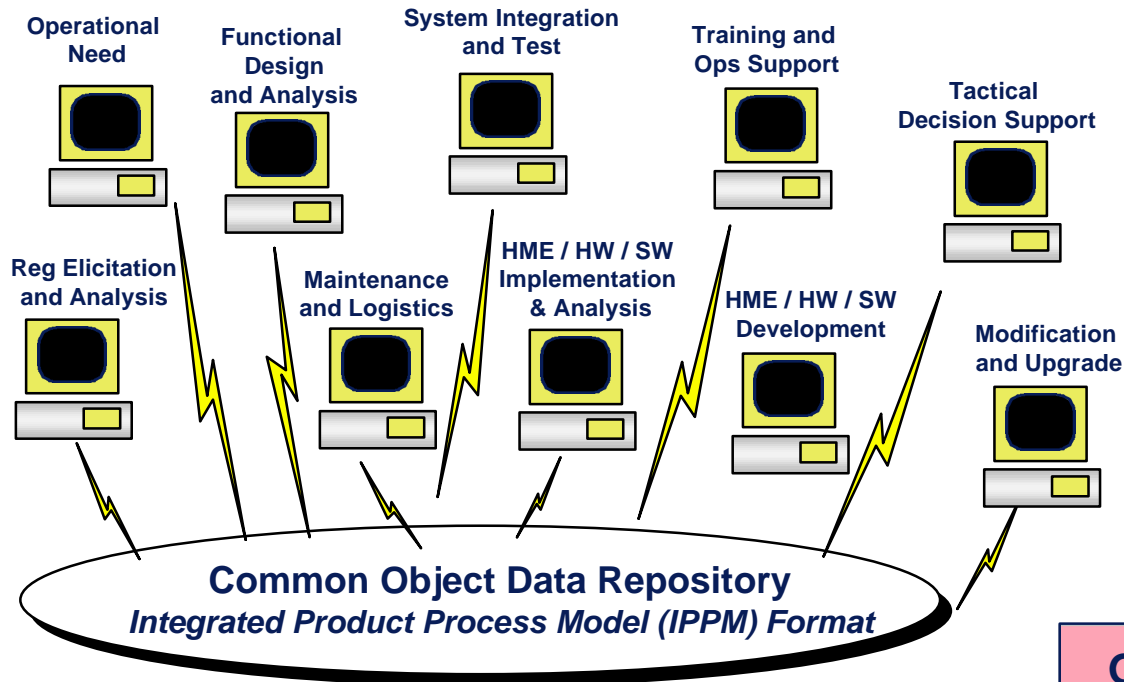 Operational
Need
Functional
Design
and Analysis
System Integration
and Test
Training and
Ops Support
Tactical
Decision Support
Reg Elicitation
and Analysis
Maintenance
and Logistics
HME / HW / SW
Implementation
& Analysis
HME / HW / SW
Development
Modification
and Upgrade
Common Object Data Repository
Integrated Product Process Model (IPPM) Format